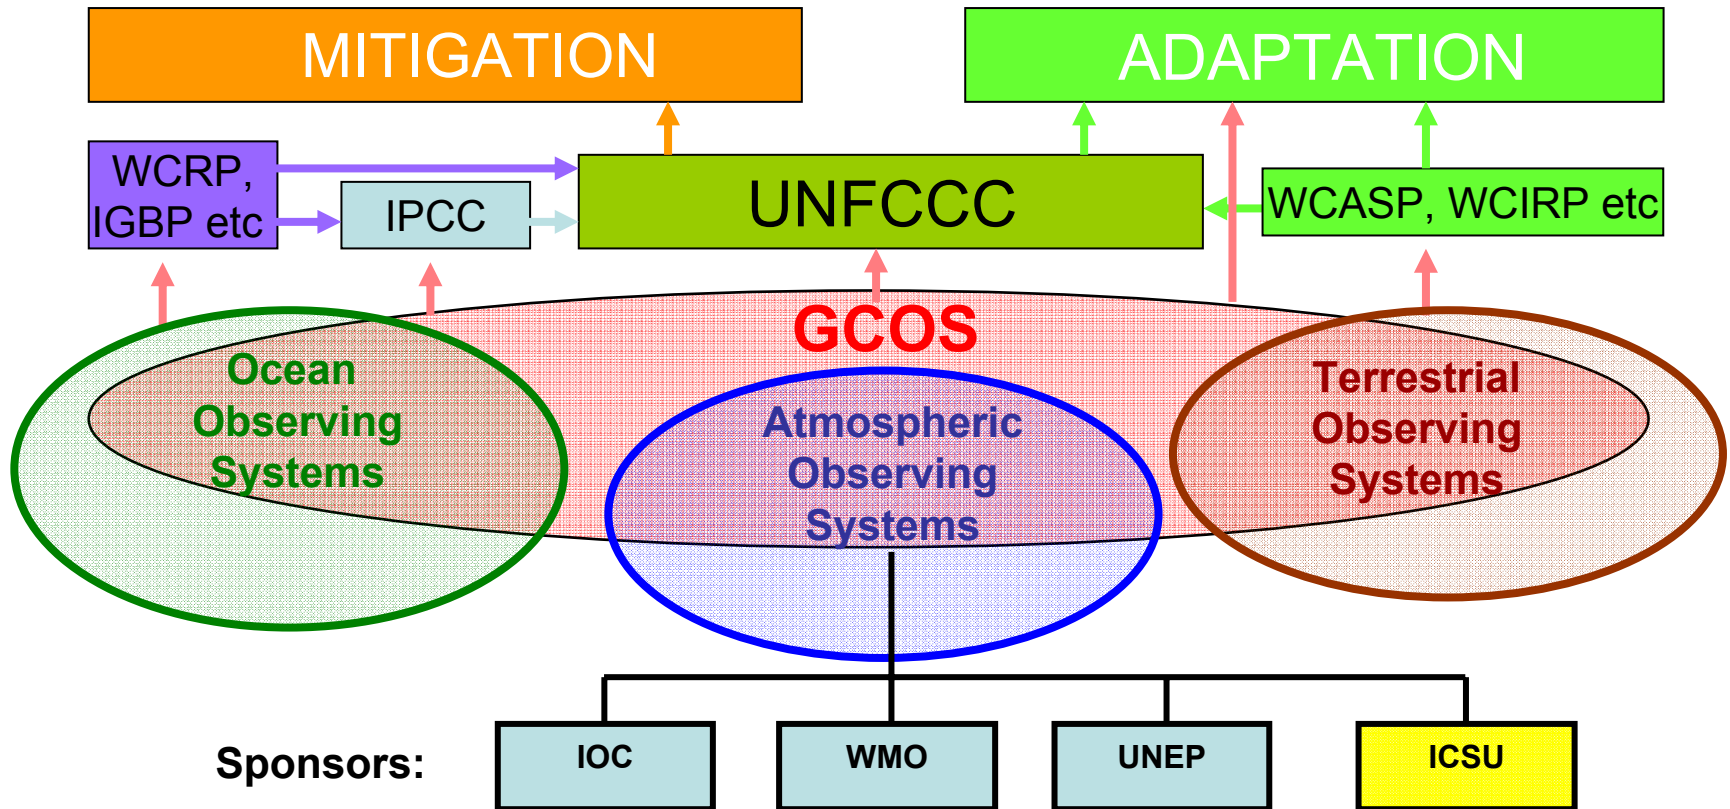 MITIGATION
ADAPTATION
WCRP,
IGBP etc
IPCC
UNFCCC
WCASP, WCIRP etc
GCOS
Ocean
Observing
Systems
Atmospheric
Observing
Systems
Terrestrial
Observing
Systems
Sponsors:
IOC
WMO
UNEP
ICSU